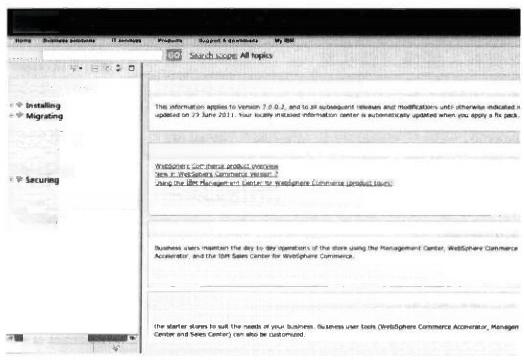 Home Business solutions IT services Products Support & downloads My IBM
GO Search scope: All topics
Installing
Migrating
Securing
This information applies to Version 7.0.0.2, and to all subsequent releases and modifications until otherwise indicated
updated on 29 June 2011. Your locally installed information center is automatically updated when you apply a fix pack.
WebSphere Commerce product overview
New in WebSphere Commerce Version 7
Using the IBM Management Center for WebSphere Commerce (product tours)
Business users maintain the day to day operations of the store using the Management Center, WebSphere Commerce
Accelerator, and the IBM Sales Center for WebSphere Commerce.
the starter stores to suit the needs of your business. Business user tools (WebSphere Commerce Accelerator, Managen
Center and Sales Center) can also be customized.